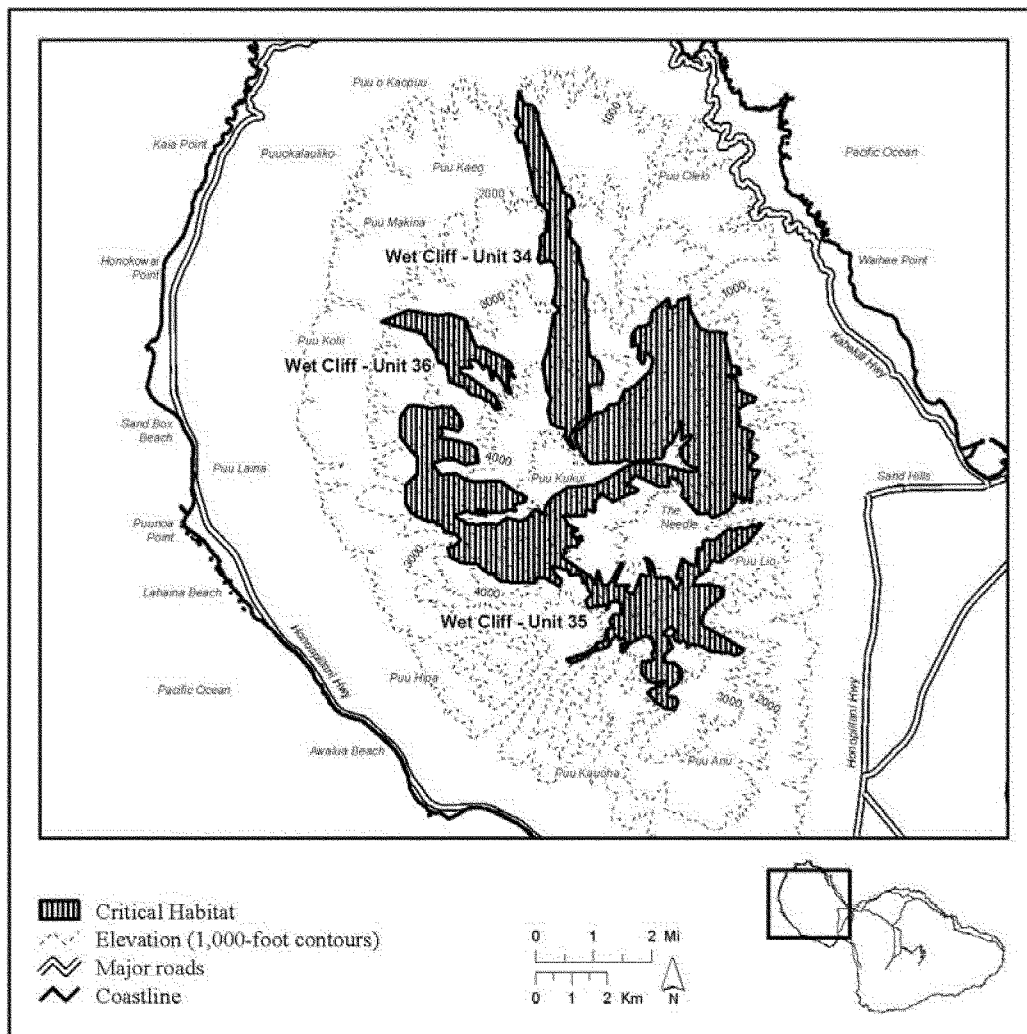 Puu o Kaopuu
1000
Kaia Point
Puuokalauliko
Pacific Ocean
Puu Kaeo
Puu Olelo
2000
Puu Makina
Wet Cliff - Unit 34
Honokowai
Point
Waihee Point
3000
1000
Puu Kolii
Wet Cliff - Unit 36
Kahekili Hwy
Sand Box
Beach
4000
Puu Laina
Puu Kukui
Sand Hills
The
Needle
Puunoa
Point
3000
Puu Lio
4000
Lahaina Beach
Wet Cliff - Unit 35
Honoapiilani Hwy
Puu Hipa
Pacific Ocean
3000
2000
Honoapiilani Hwy
Awalua Beach
Puu Anu
Puu Kauoha
Critical Habitat
Elevation (1,000-foot contours)
Major roads
Coastline
0 1 2 Mi
0 1 2 Km
N